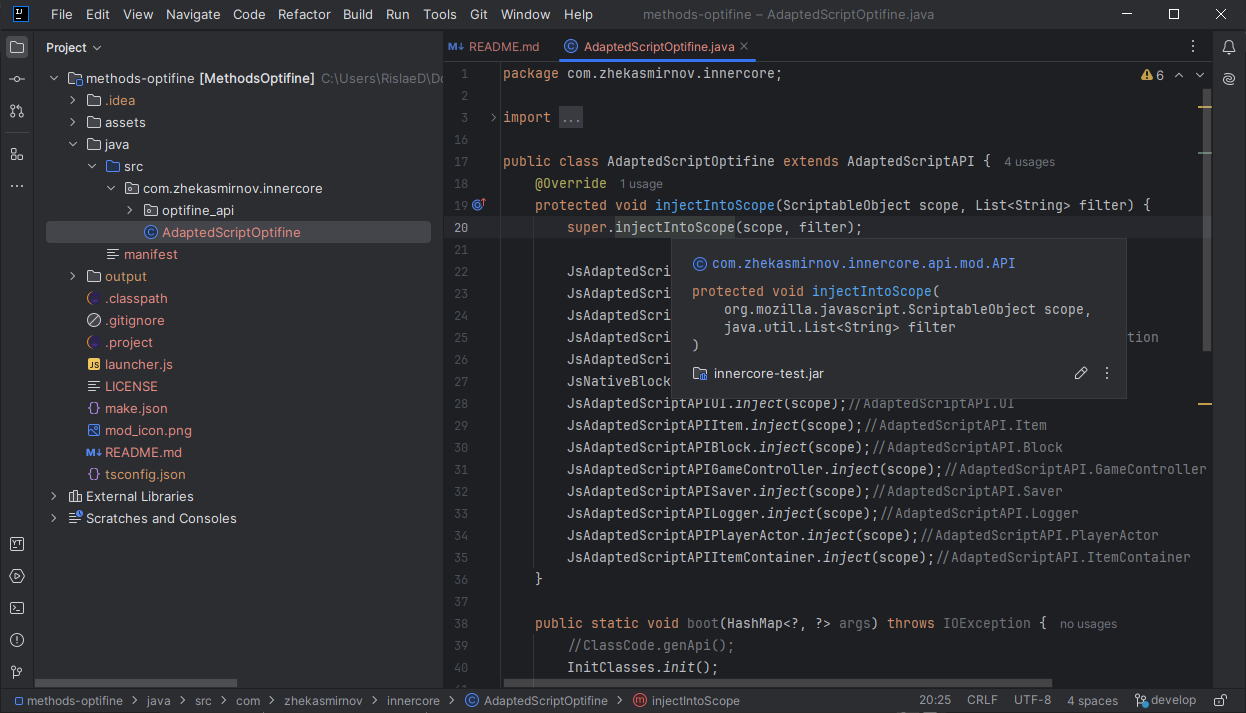 File Edit View Navigate Code Refactor Build Run Tools Git Window Help methods-optifine – AdaptedScriptOptifine.java
Project
methods-optifine [MethodsOptifine] C:\Users\RislaeD\Do
.idea
assets
java
src
com.zhekasmirnov.innercore
optifine_api
AdaptedScriptOptifine
manifest
output
.classpath
.gitignore
.project
launcher.js
LICENSE
make.json
mod_icon.png
README.md
tsconfig.json
External Libraries
Scratches and Consoles
README.md AdaptedScriptOptifine.java
6
1 package com.zhekasmirnov.innercore;
2
3 import ...
16
17 public class AdaptedScriptOptifine extends AdaptedScriptAPI { 4 usages
18 @Override 1 usage
19 protected void injectIntoScope(ScriptableObject scope, List<String> filter) {
20 super.injectIntoScope(scope, filter);
21
22 JsAdaptedScri
23 JsAdaptedScri
24 JsAdaptedScri
25 JsAdaptedScri tion
26 JsAdaptedScri
27 JsNativeBlock
28 JsAdaptedScriptAPIUI.inject(scope);//AdaptedScriptAPI.UI
29 JsAdaptedScriptAPIItem.inject(scope);//AdaptedScriptAPI.Item
30 JsAdaptedScriptAPIBlock.inject(scope);//AdaptedScriptAPI.Block
31 JsAdaptedScriptAPIGameController.inject(scope);//AdaptedScriptAPI.GameController
32 JsAdaptedScriptAPISaver.inject(scope);//AdaptedScriptAPI.Saver
33 JsAdaptedScriptAPILogger.inject(scope);//AdaptedScriptAPI.Logger
34 JsAdaptedScriptAPIPlayerActor.inject(scope);//AdaptedScriptAPI.PlayerActor
35 JsAdaptedScriptAPIItemContainer.inject(scope);//AdaptedScriptAPI.ItemContainer
36 }
37
38 public static void boot(HashMap<?, ?> args) throws IOException { no usages
39 //ClassCode.genApi();
40 InitClasses.init();
com.zhekasmirnov.innercore.api.mod.API
protected void injectIntoScope(
org.mozilla.javascript.ScriptableObject scope,
java.util.List<String> filter
)
innercore-test.jar
methods-optifine > java > src > com > zhekasmirnov > innercore > AdaptedScriptOptifine > injectIntoScope 20:25 CRLF UTF-8 4 spaces develop